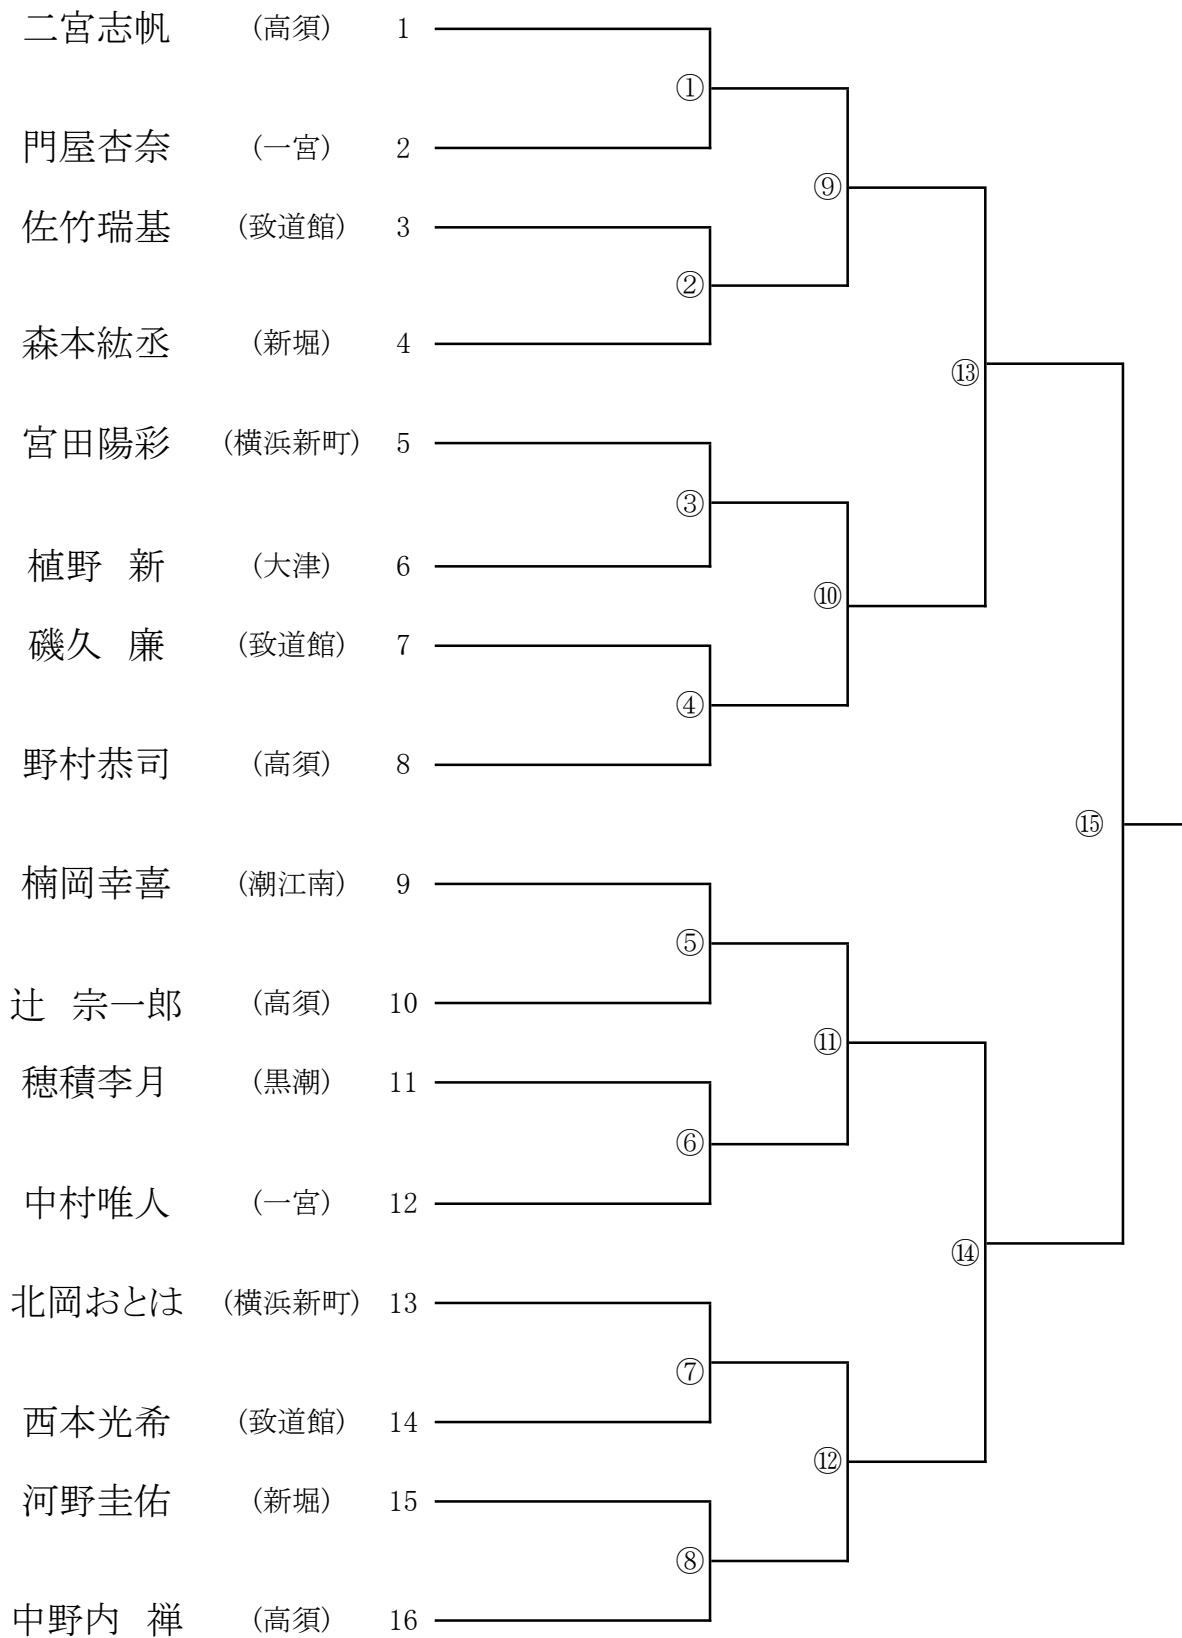 二宮志帆 (高須) 1
①
門屋杏奈 (一宮) 2
⑨
佐竹瑞基 (致道館) 3
②
森本紘丞 (新堀) 4
⑬
宮田陽彩 (横浜新町) 5
③
植野 新 (大津) 6
⑩
磯久 廉 (致道館) 7
④
野村恭司 (高須) 8
⑮
楠岡幸喜 (潮江南) 9
⑤
辻 宗一郎 (高須) 10
⑪
穂積李月 (黒潮) 11
⑥
中村唯人 (一宮) 12
⑭
北岡おとは (横浜新町) 13
⑦
西本光希 (致道館) 14
⑫
河野圭佑 (新堀) 15
⑧
中野内 禅 (高須) 16